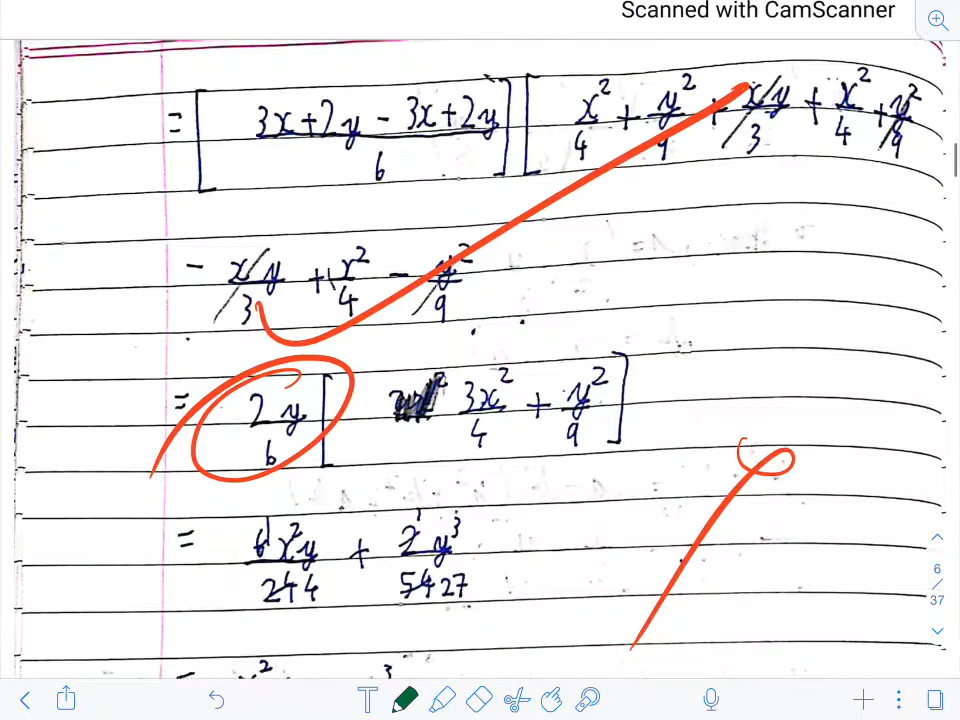 Scanned with CamScanner
= [ (3x+2y - 3x+2y)/6 ] [ x²/4 + y²/9 + xy/3 + x²/4 + y²/9
- xy/3 + x²/4 - y²/9
= 2y/6 [ 3x²/4 + y²/9 ]
= 6x²y/24 4 + 2y³/54 27
6
/
37
T